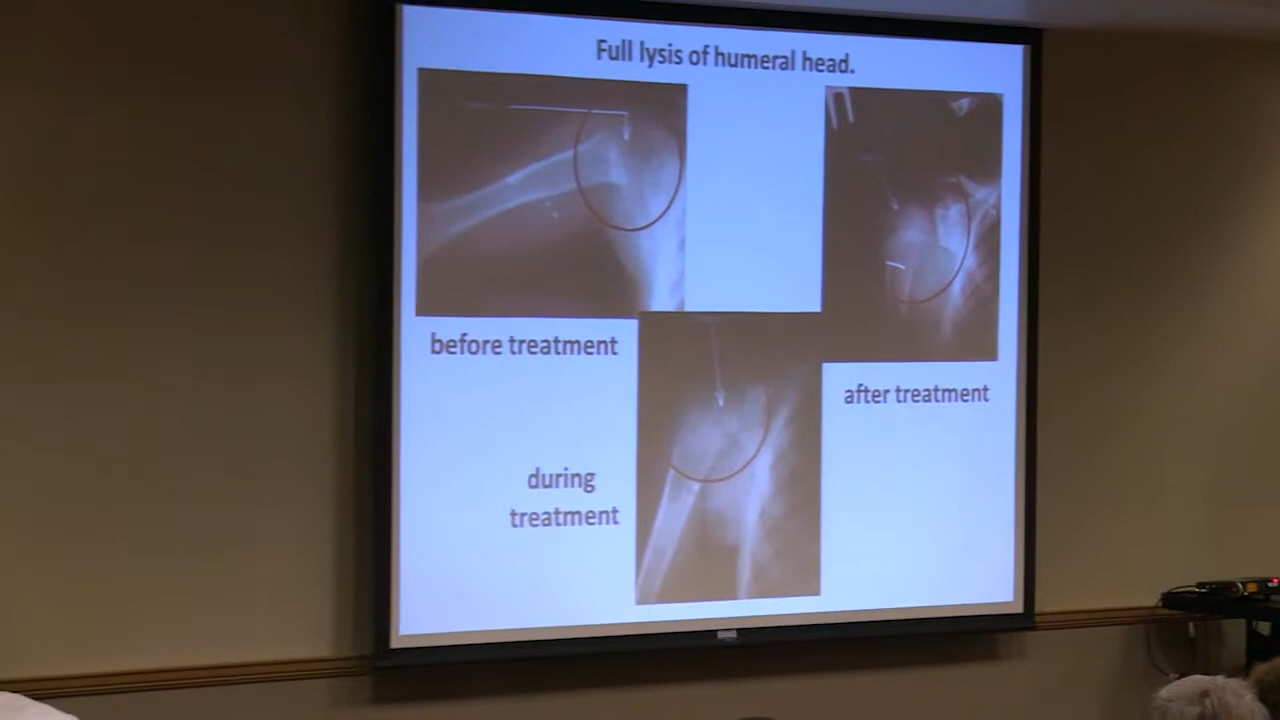 Full lysis of humeral head.
before treatment
after treatment
during
treatment